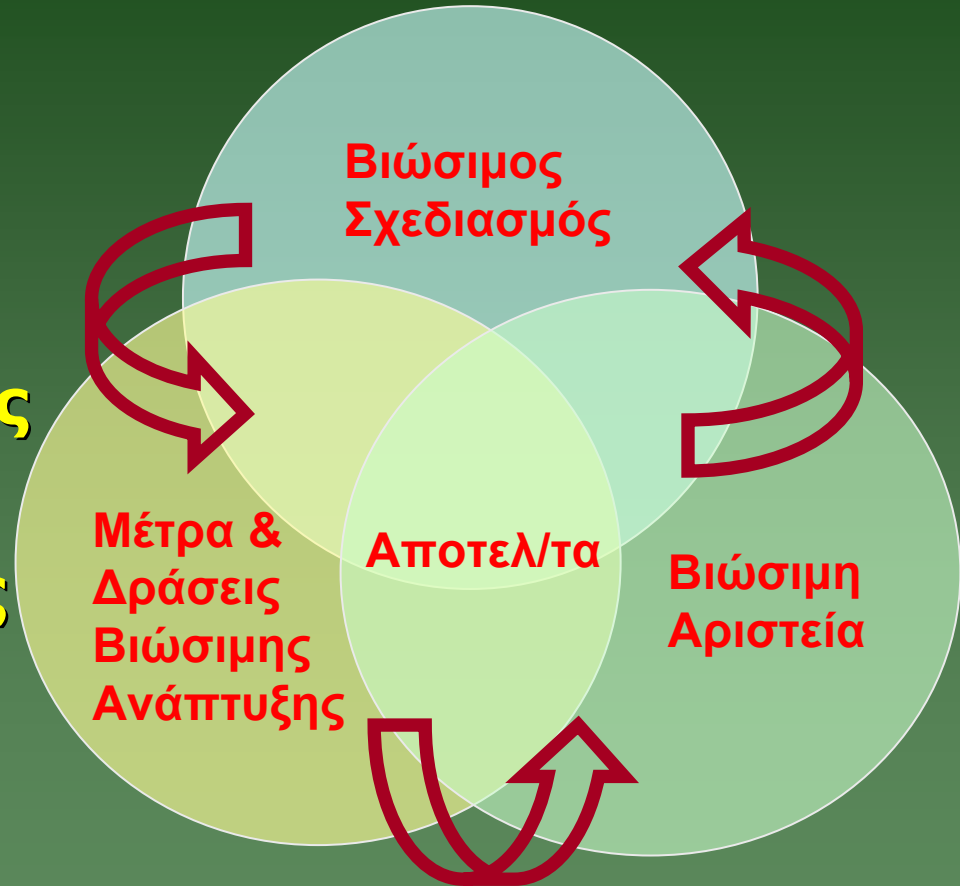 Βιώσιμος
Σχεδιασμός
ς
Μέτρα &
Δράσεις
Βιώσιμης
Ανάπτυξης
Αποτελ/τα
Βιώσιμη
Αριστεία
ς